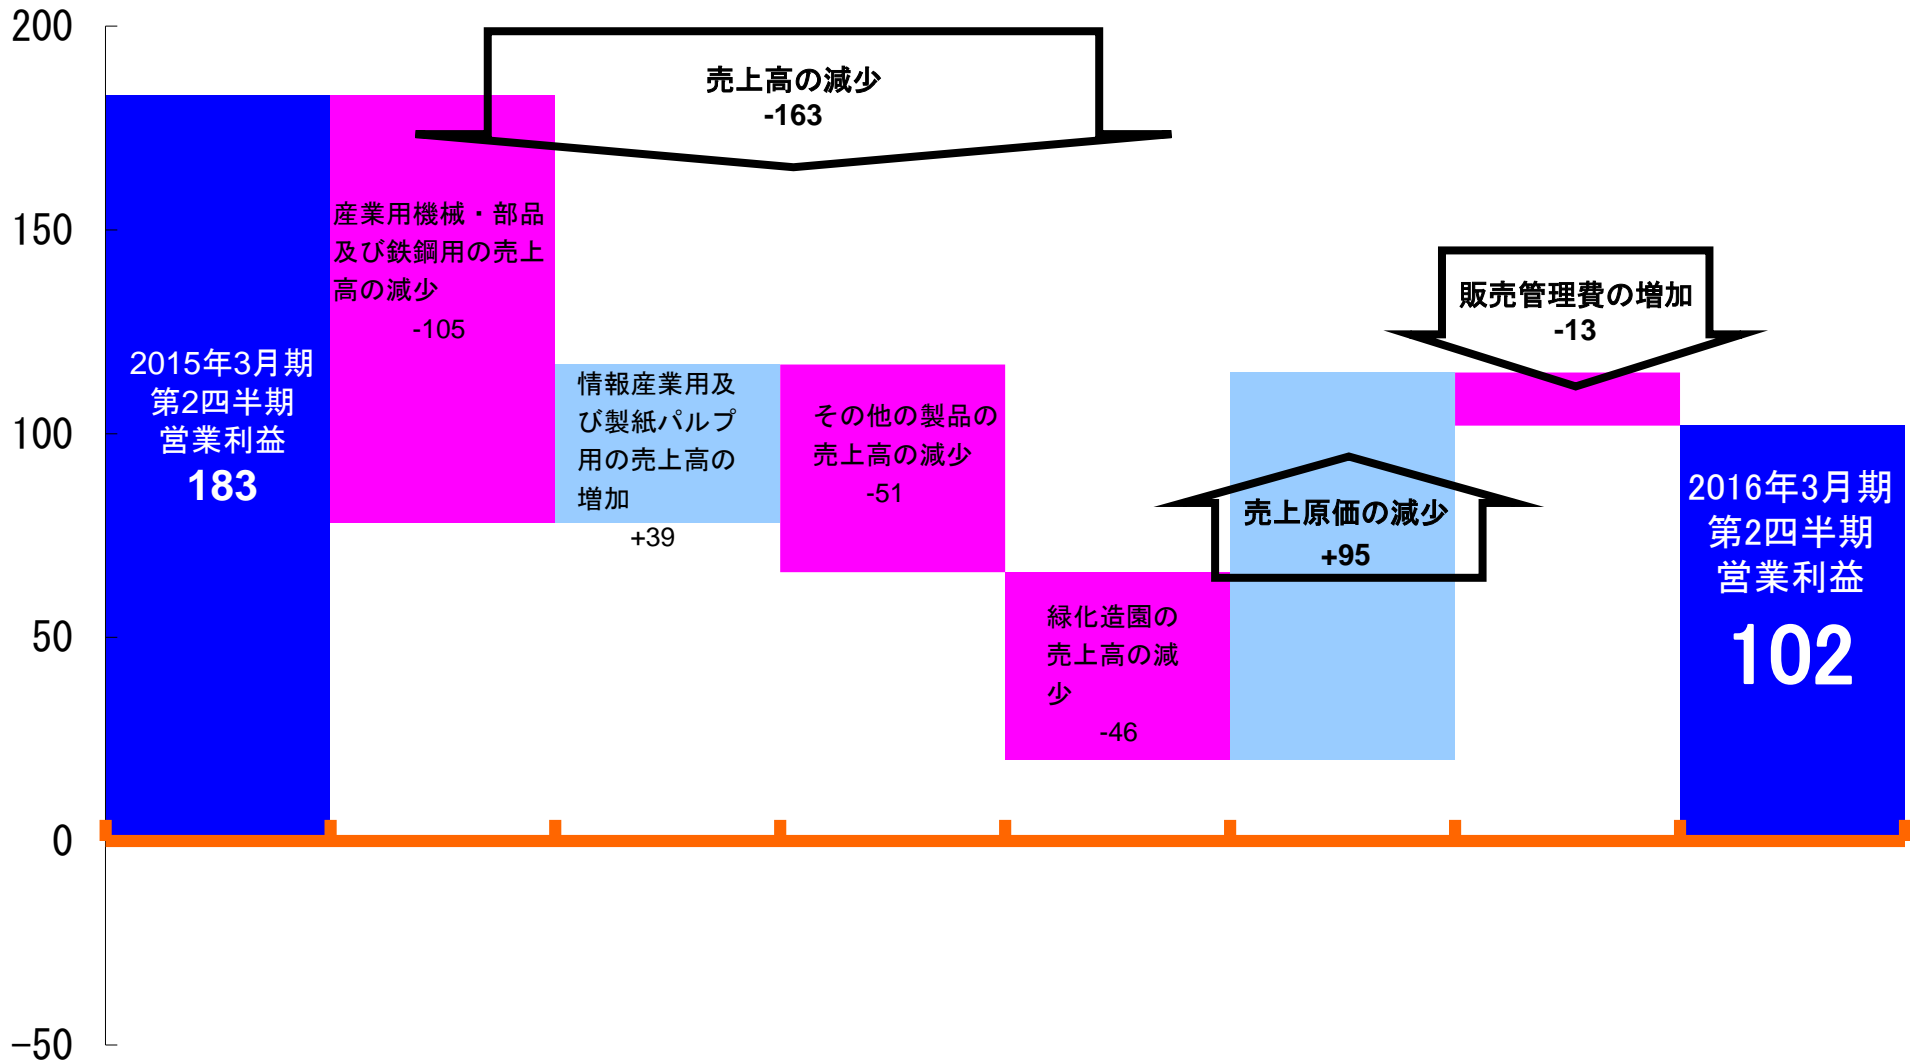 200
150
100
50
0
-50
売上高の減少
-163
産業用機械・部品
及び鉄鋼用の売上
高の減少
-105
2015年3月期
第2四半期
営業利益
183
情報産業用及
び製紙パルプ
用の売上高の
増加
+39
その他の製品の
売上高の減少
-51
緑化造園の
売上高の減
少
-46
売上原価の減少
+95
販売管理費の増加
-13
2016年3月期
第2四半期
営業利益
102